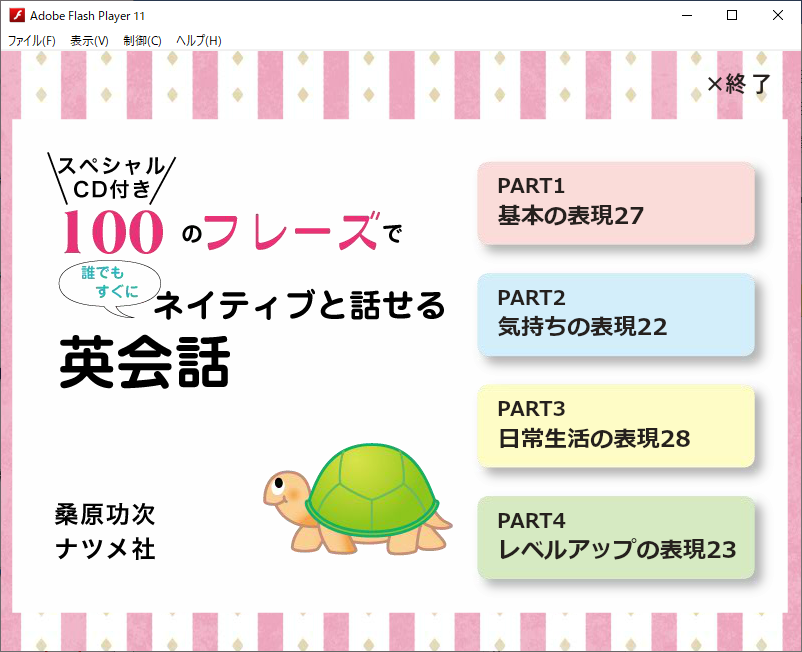 Adobe Flash Player 11
ファイル(F) 表示(V) 制御(C) ヘルプ(H)
×終了
スペシャル
CD付き
100のフレーズで
誰でも
すぐに
ネイティブと話せる
英会話
桑原功次
ナツメ社
PART1
基本の表現27
PART2
気持ちの表現22
PART3
日常生活の表現28
PART4
レベルアップの表現23